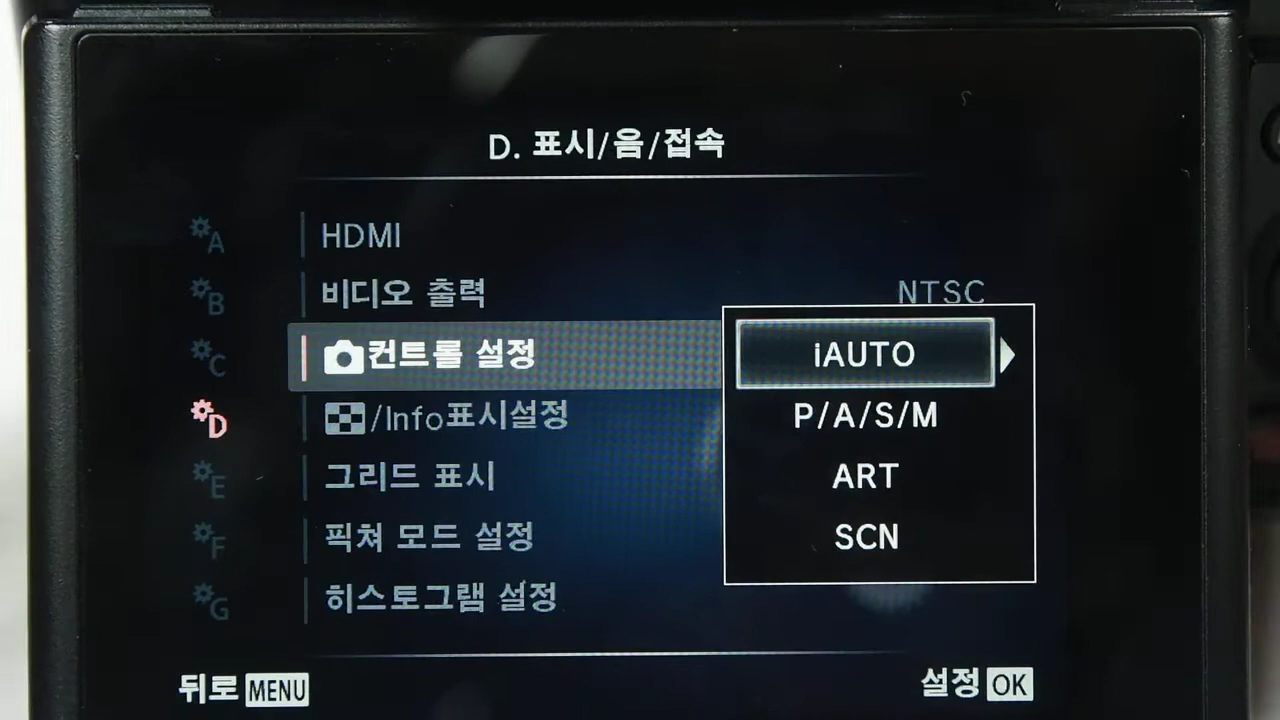 D. 표시/음/접속
A HDMI
B 비디오 출력 NTSC
C 컨트롤 설정 iAUTO
D /Info표시설정 P/A/S/M
E 그리드 표시 ART
F 픽쳐 모드 설정 SCN
G 히스토그램 설정
뒤로 MENU 설정 OK